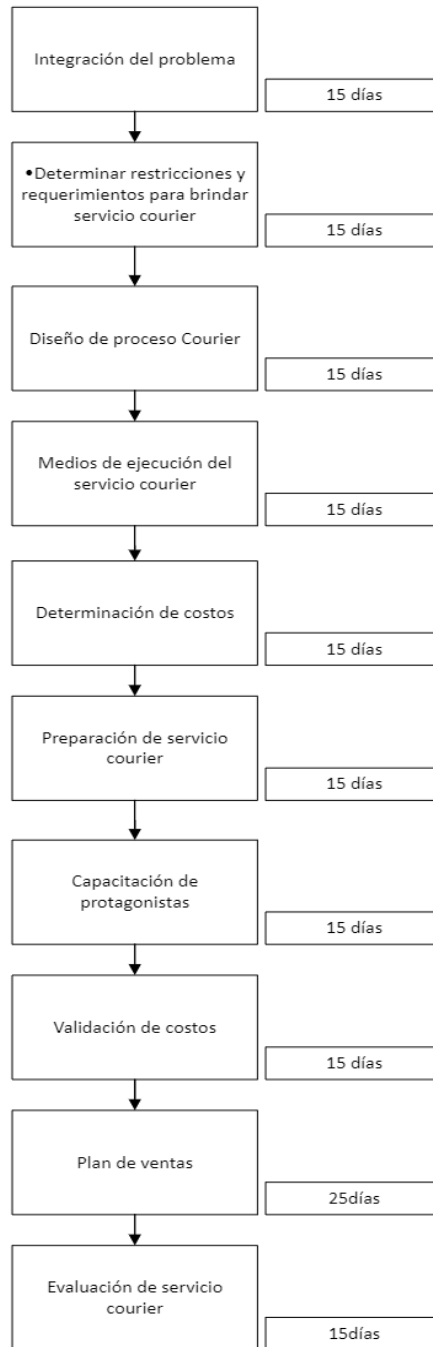 Integración del problema
15 días
•Determinar restricciones y
requerimientos para brindar
servicio courier
15 días
Diseño de proceso Courier
15 días
Medios de ejecución del
servicio courier
15 días
Determinación de costos
15 días
Preparación de servicio
courier
15 días
Capacitación de
protagonistas
15 días
Validación de costos
15 días
Plan de ventas
25días
Evaluación de servicio
courier
15días